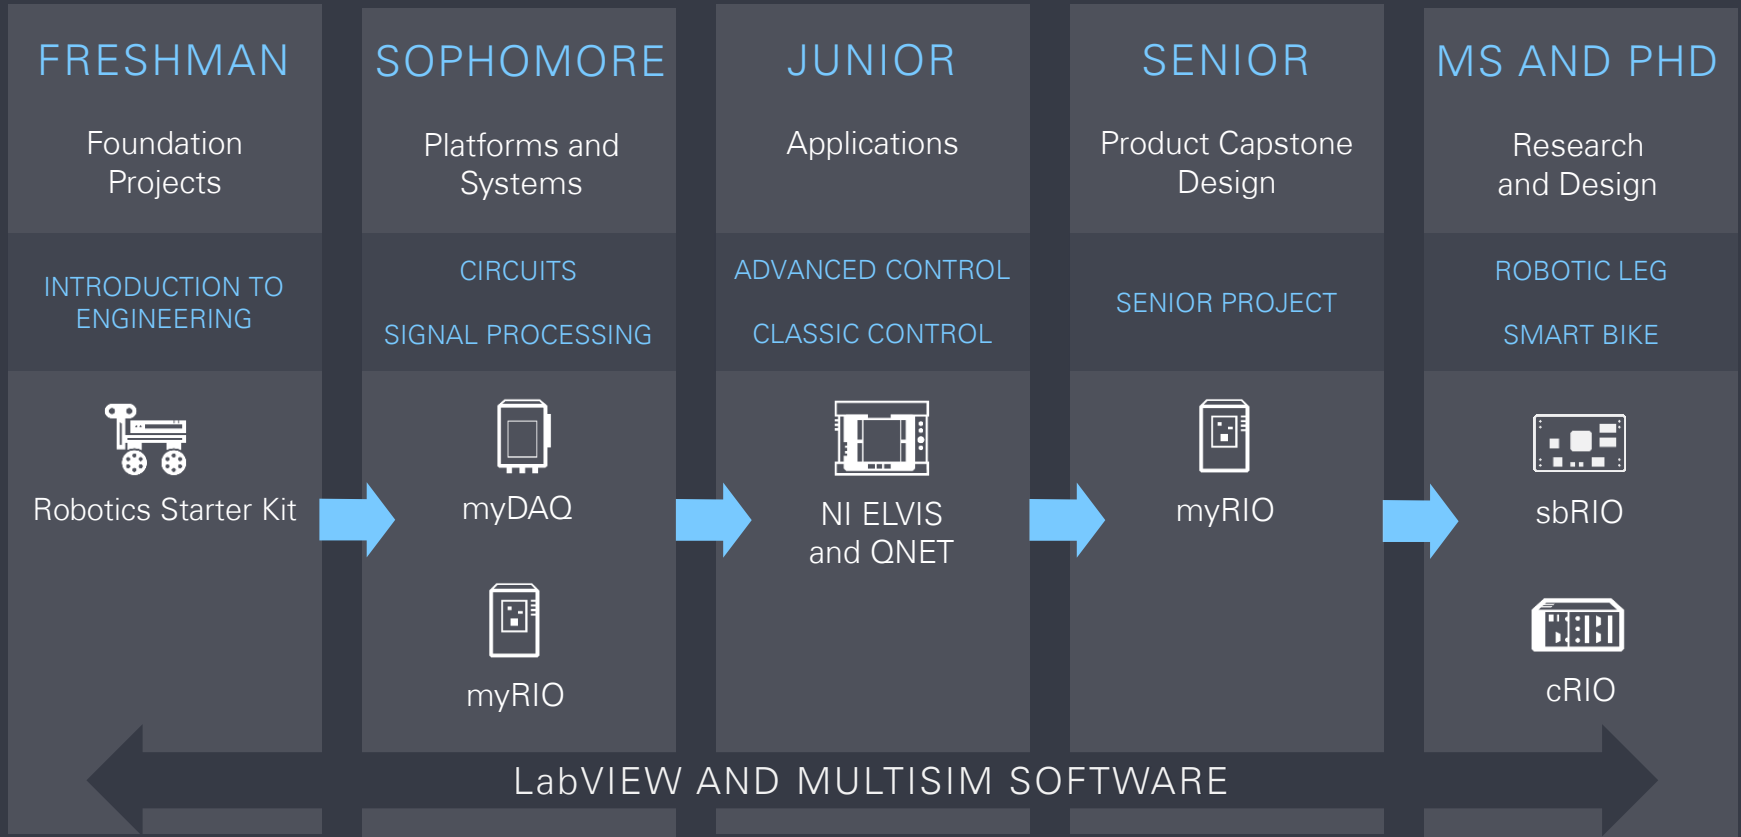 FRESHMAN
Foundation
Projects
INTRODUCTION TO
ENGINEERING
Robotics Starter Kit
SOPHOMORE
Platforms and
Systems
CIRCUITS
SIGNAL PROCESSING
myDAQ
myRIO
JUNIOR
Applications
ADVANCED CONTROL
CLASSIC CONTROL
NI ELVIS
and QNET
SENIOR
Product Capstone
Design
SENIOR PROJECT
myRIO
MS AND PHD
Research
and Design
ROBOTIC LEG
SMART BIKE
sbRIO
cRIO
LabVIEW AND MULTISIM SOFTWARE